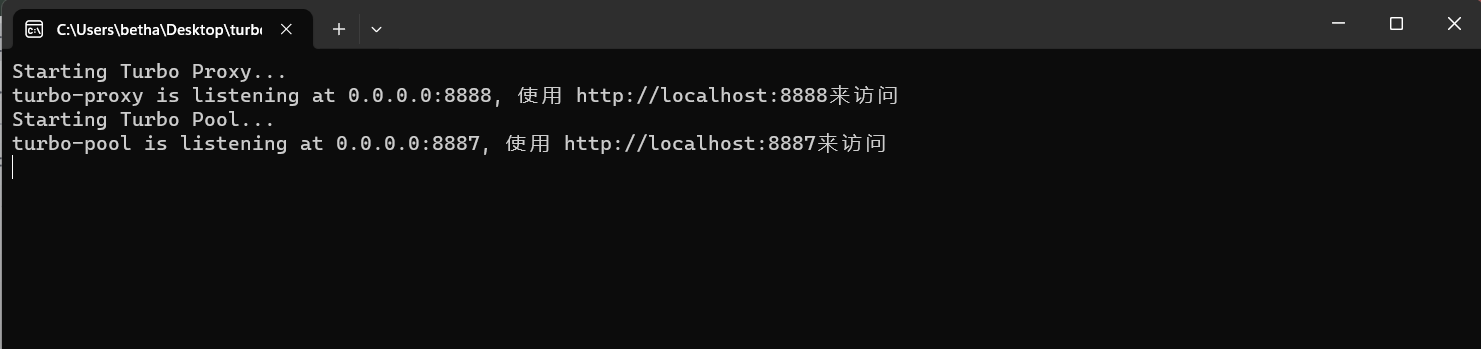 C:\Users\betha\Desktop\turb
Starting Turbo Proxy...
turbo-proxy is listening at 0.0.0.0:8888, 使用 http://localhost:8888来访问
Starting Turbo Pool...
turbo-pool is listening at 0.0.0.0:8887, 使用 http://localhost:8887来访问